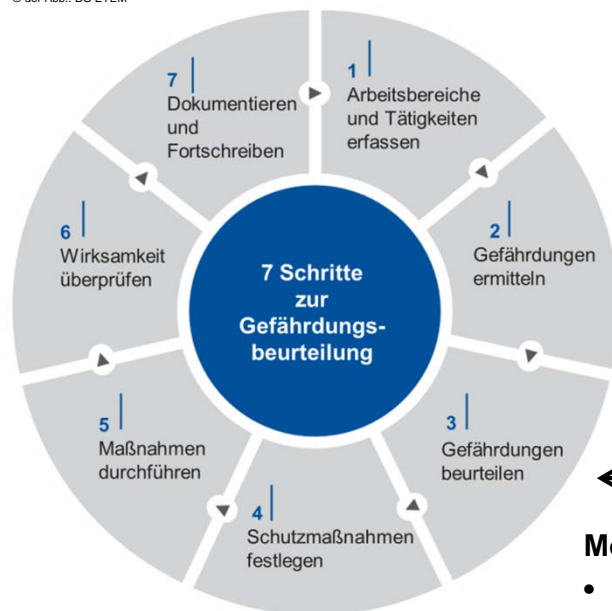 7 Schritte
zur
Gefährdungs-
beurteilung
1
Arbeitsbereiche
und Tätigkeiten
erfassen
2
Gefährdungen
ermitteln
3
Gefährdungen
beurteilen
4
Schutzmaßnahmen
festlegen
5
Maßnahmen
durchführen
6
Wirksamkeit
überprüfen
7
Dokumentieren
und
Fortschreiben